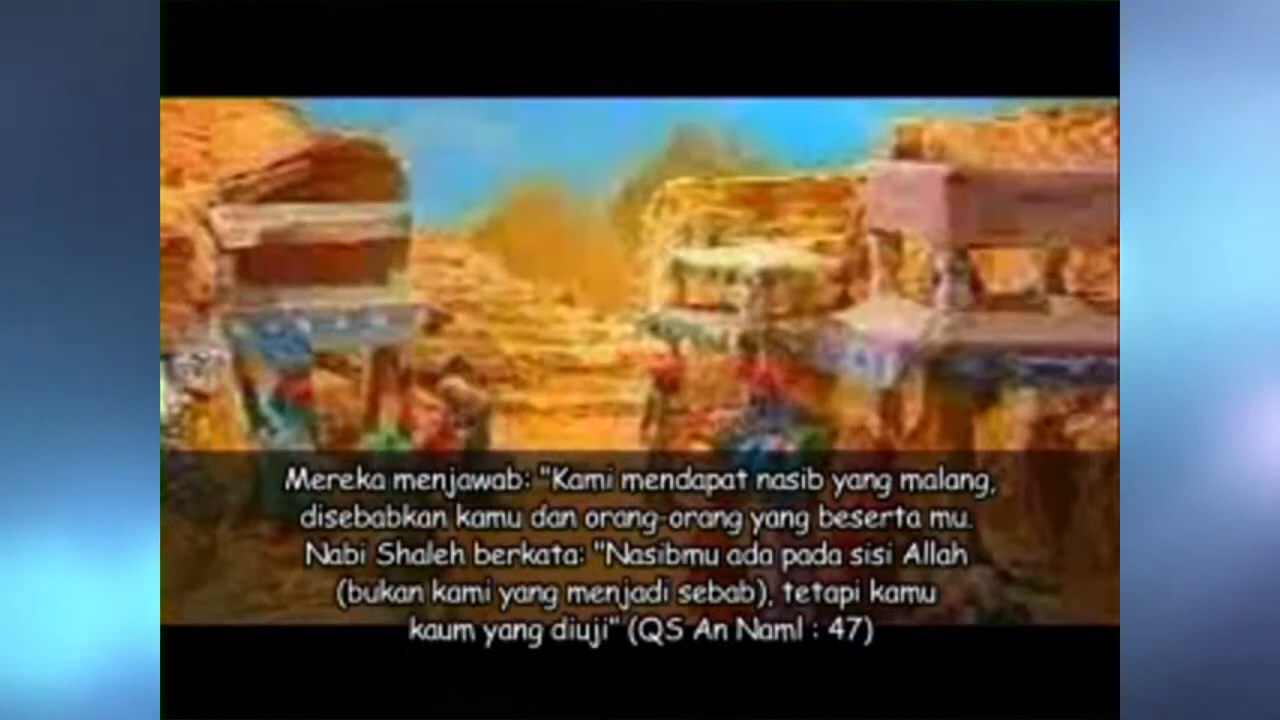 Mereka menjawab: "Kami mendapat nasib yang malang,
disebabkan kamu dan orang-orang yang beserta mu.
Nabi Shaleh berkata: "Nasibmu ada pada sisi Allah
(bukan kami yang menjadi sebab), tetapi kamu
kaum yang diuji" (QS An Naml : 47)